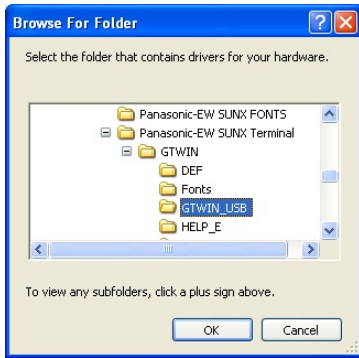 Browse For Folder
Select the folder that contains drivers for your hardware.
Panasonic-EW SUNX FONTS
Panasonic-EW SUNX Terminal
GTWIN
DEF
Fonts
GTWIN_USB
HELP_E
To view any subfolders, click a plus sign above.
OK Cancel